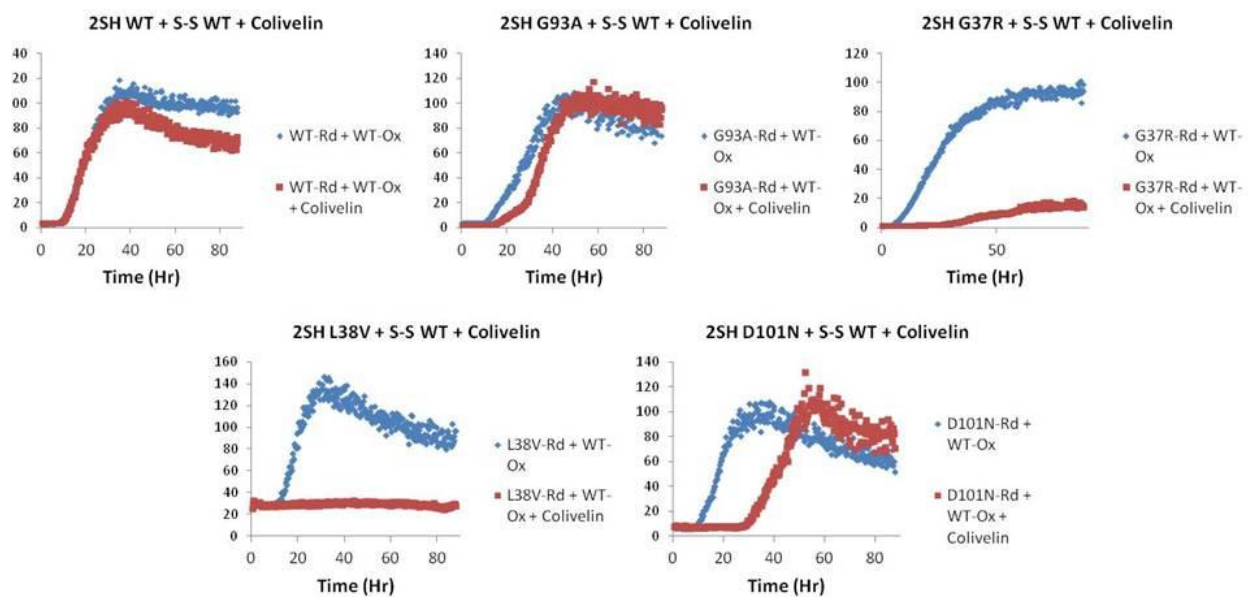 2SH WT + S-S WT + Colivelin
40
20
00
80
60
40
20
0
0 20 40 60 80 100
Time (Hr)
WT-Rd + WT-Ox
WT-Rd + WT-Ox
+ Colivelin
2SH G93A + S-S WT + Colivelin
140
120
100
80
60
40
20
0
0 20 40 60 80
Time (Hr)
G93A-Rd + WT-
Ox
G93A-Rd + WT-
Ox + Colivelin
2SH G37R + S-S WT + Colivelin
120
100
80
60
40
20
0
0 50
Time (Hr)
G37R-Rd + WT-
Ox
G37R-Rd + WT-
Ox + Colivelin
2SH L38V + S-S WT + Colivelin
160
140
120
100
80
60
40
20
0
0 20 40 60 80
Time (Hr)
L38V-Rd + WT-
Ox
L38V-Rd + WT-
Ox + Colivelin
2SH D101N + S-S WT + Colivelin
140
120
100
80
60
40
20
0
0 20 40 60 80
Time (Hr)
D101N-Rd +
WT-Ox
D101N-Rd +
WT-Ox +
Colivelin